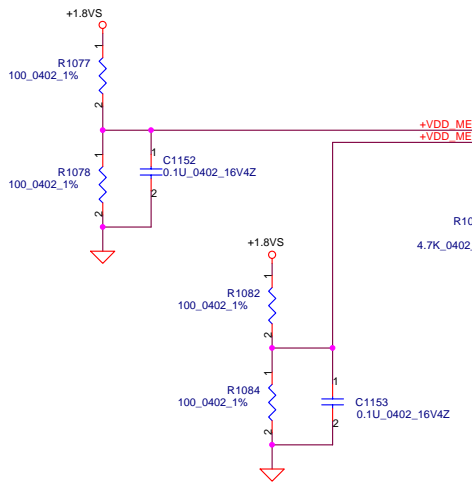 +1.8VS
1
R1077
100_0402_1%
2
+VDD_ME
+VDD_ME
1
R1078
100_0402_1%
2
1
C1152
0.1U_0402_16V4Z
2
R10
4.7K_0402_
+1.8VS
1
R1082
100_0402_1%
2
1
R1084
100_0402_1%
2
1
C1153
0.1U_0402_16V4Z
2